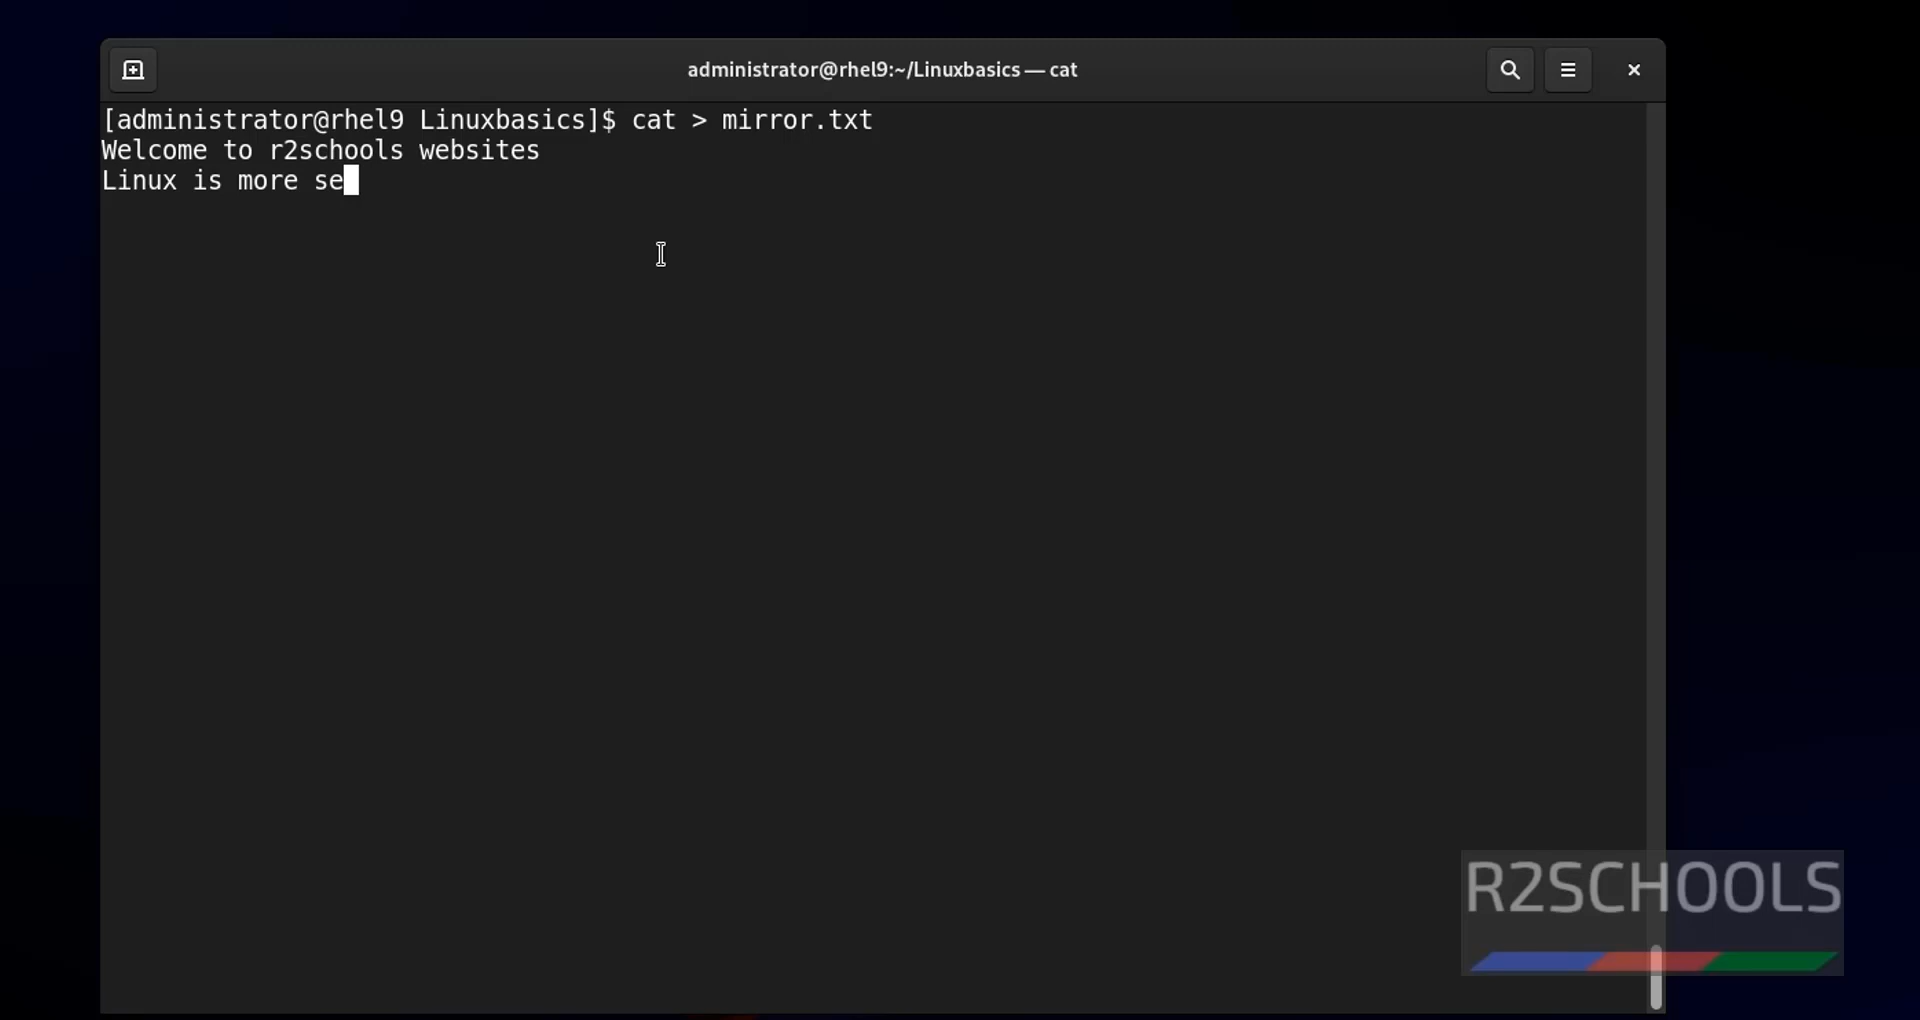 administrator@rhel9:~/Linuxbasics — cat
[administrator@rhel9 Linuxbasics]$ cat > mirror.txt
Welcome to r2schools websites
Linux is more se
R2SCHOOLS